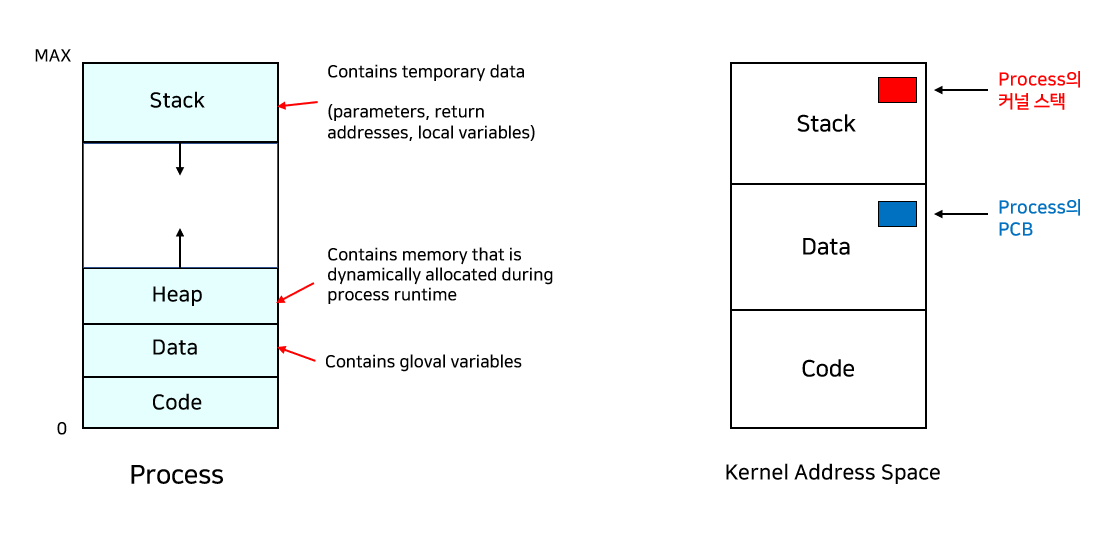 MAX
Stack
Contains temporary data
(parameters, return
addresses, local variables)
Heap
Contains memory that is
dynamically allocated during
process runtime
Data
Contains gloval variables
Code
0
Process
Stack
Process의
커널 스택
Data
Process의
PCB
Code
Kernel Address Space